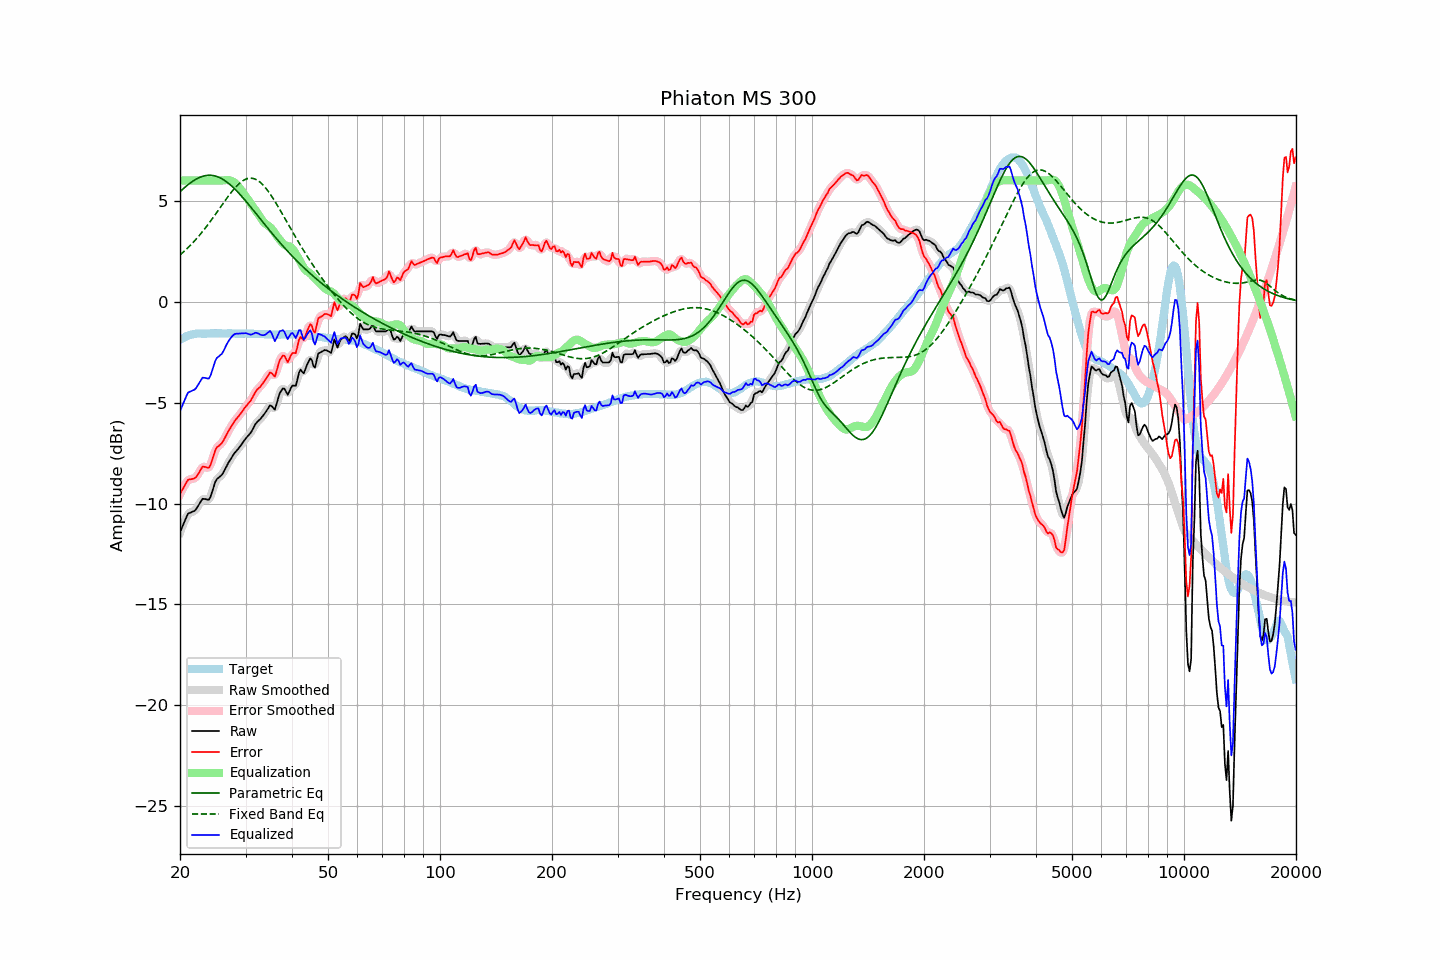 Phiaton MS 300
Amplitude (dBr)
5
0
−5
−10
−15
−20
−25
Target
Raw Smoothed
Error Smoothed
Raw
Error
Equalization
Parametric Eq
Fixed Band Eq
Equalized
20 50 100 200 500 1000 2000 5000 10000 20000
Frequency (Hz)